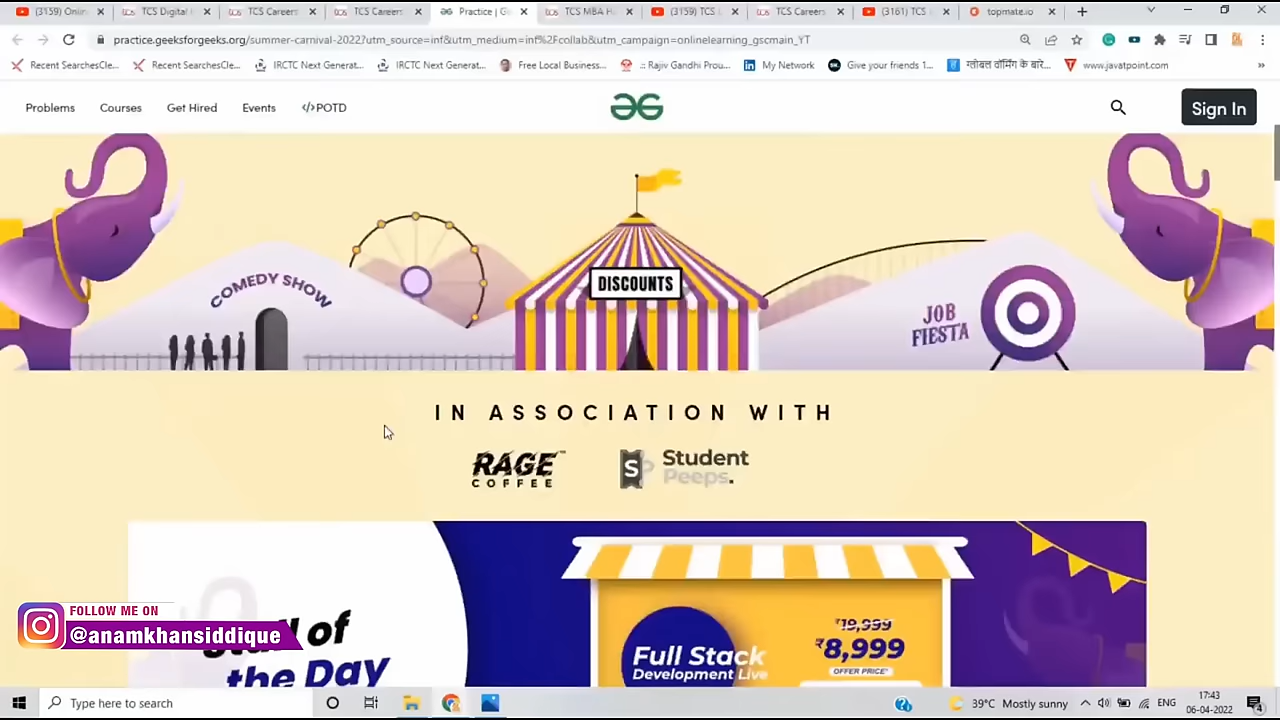 (3159) Onlin
TCS Digital
TCS Careers
TCS Careers
Practice | Ge
TCS MBA H
(3159) TCS
TCS Careers
(3161) TCS
topmate.io
practice.geeksforgeeks.org/summer-carnival-2022?utm_source=inf&utm_medium=inf%2Fcollab&utm_campaign=onlinelearning_gscmain_YT
Recent SearchesCle...
Recent SearchesCle...
IRCTC Next Generat...
IRCTC Next Generat...
Free Local Business...
.:: Rajiv Gandhi Prou...
My Network
Give your friends 1...
ग्लोबल वॉर्मिंग के बारे...
www.javatpoint.com
Problems
Courses
Get Hired
Events
</>POTD
Sign In
COMEDY SHOW
DISCOUNTS
JOB
FIESTA
IN ASSOCIATION WITH
RAGE
COFFEE
S
Student
Peeps.
of
the Day
Full Stack
Development Live
₹19,999
₹8,999
OFFER PRICE*
FOLLOW ME ON
@anamkhansiddique
Type here to search
39°C Mostly sunny
ENG
17:43
06-04-2022
4